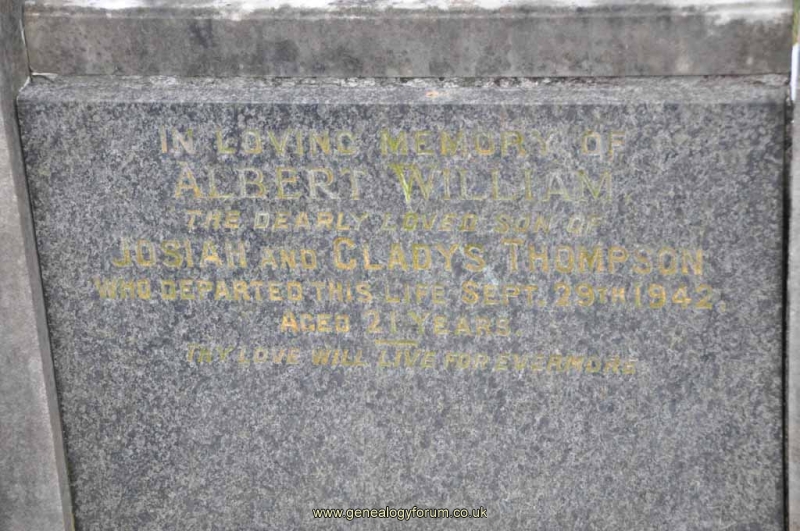 IN LOVING MEMORY OF
ALBERT WILLIAM,
THE DEARLY LOVED SON OF
JOSIAH AND GLADYS THOMPSON
WHO DEPARTED THIS LIFE SEPT. 29TH 1942,
AGED 21 YEARS.
THY LOVE WILL LIVE FOR EVERMORE
www.genealogyforum.co.uk